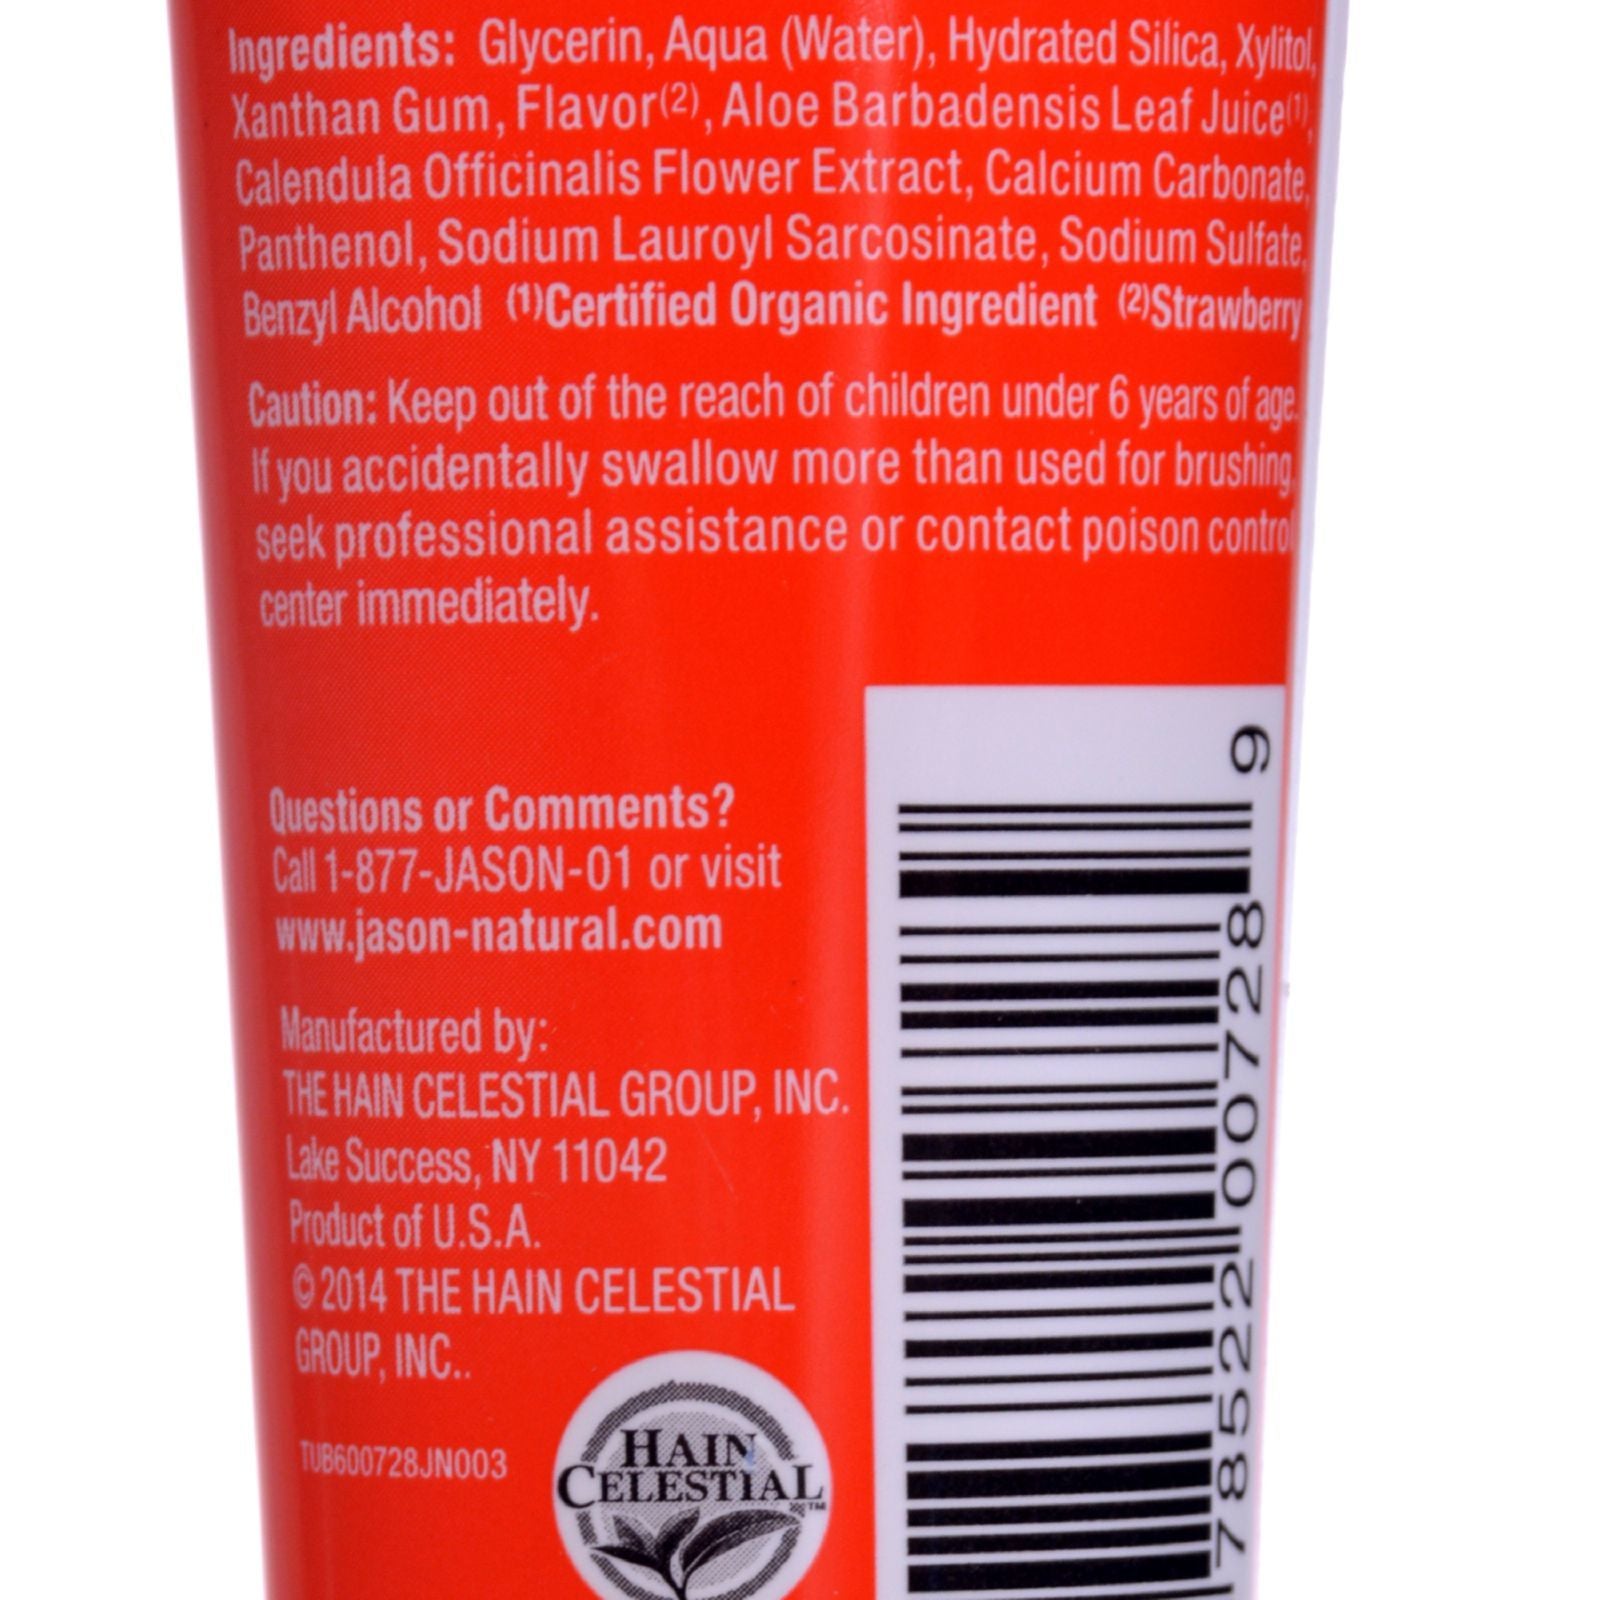 Ingredients: Glycerin, Aqua (Water), Hydrated Silica, Xylitol,
Xanthan Gum, Flavor(2), Aloe Barbadensis Leaf Juice(1),
Calendula Officinalis Flower Extract, Calcium Carbonate,
Panthenol, Sodium Lauroyl Sarcosinate, Sodium Sulfate,
Benzyl Alcohol (1)Certified Organic Ingredient (2)Strawberry
Caution: Keep out of the reach of children under 6 years of age.
If you accidentally swallow more than used for brushing,
seek professional assistance or contact poison control
center immediately.
Questions or Comments?
Call 1-877-JASON-01 or visit
www.jason-natural.com
Manufactured by:
THE HAIN CELESTIAL GROUP, INC.
Lake Success, NY 11042
Product of U.S.A.
© 2014 THE HAIN CELESTIAL
GROUP, INC..
TUB600728JN003
HAIN
CELESTIAL™
78522 00728 9